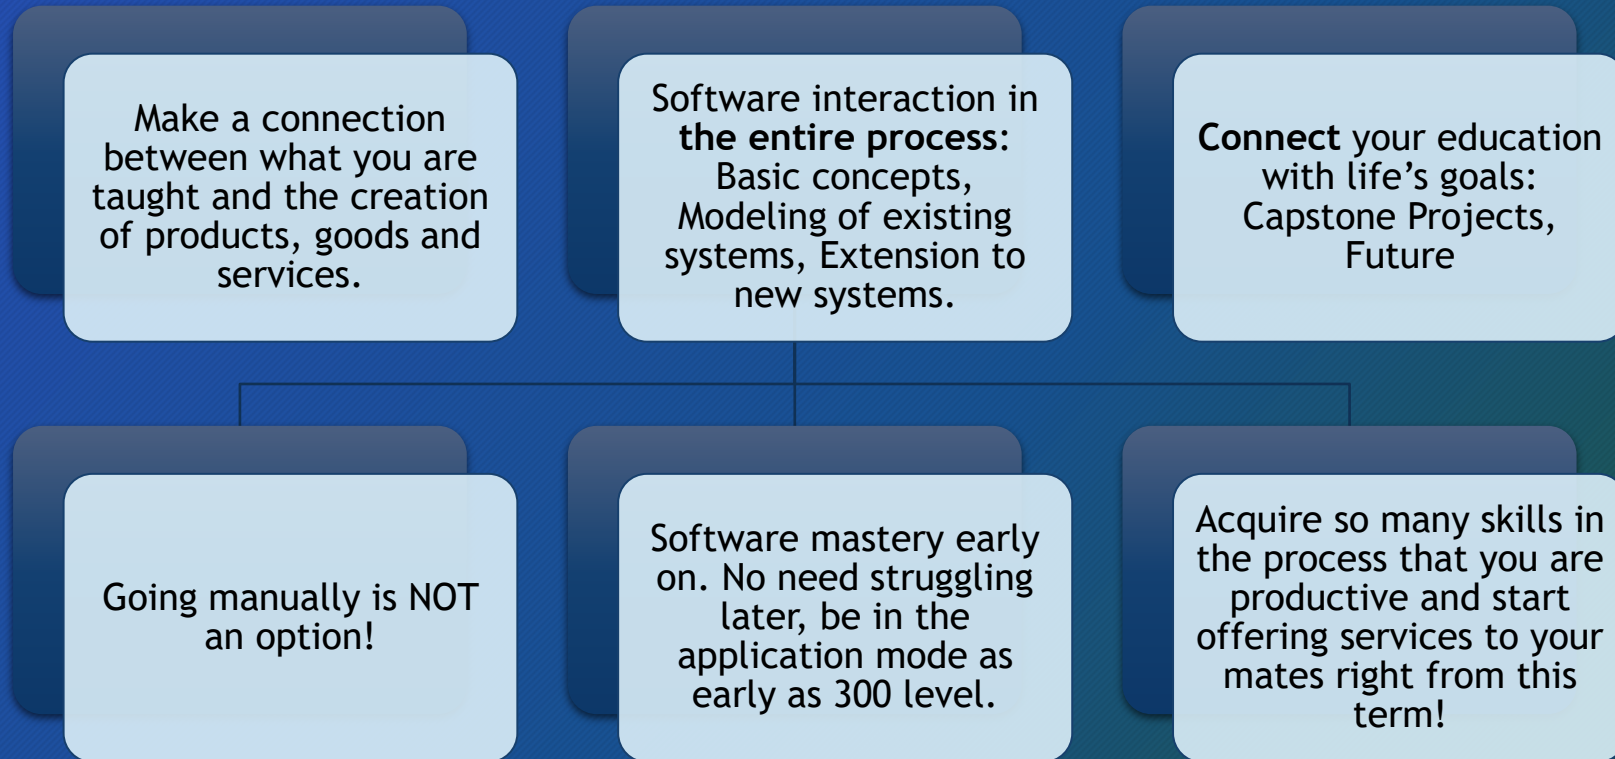 Make a connection
between what you are
taught and the creation
of products, goods and
services.
Software interaction in
the entire process:
Basic concepts,
Modeling of existing
systems, Extension to
new systems.
Connect your education
with life’s goals:
Capstone Projects,
Future
Going manually is NOT
an option!
Software mastery early
on. No need struggling
later, be in the
application mode as
early as 300 level.
Acquire so many skills in
the process that you are
productive and start
offering services to your
mates right from this
term!